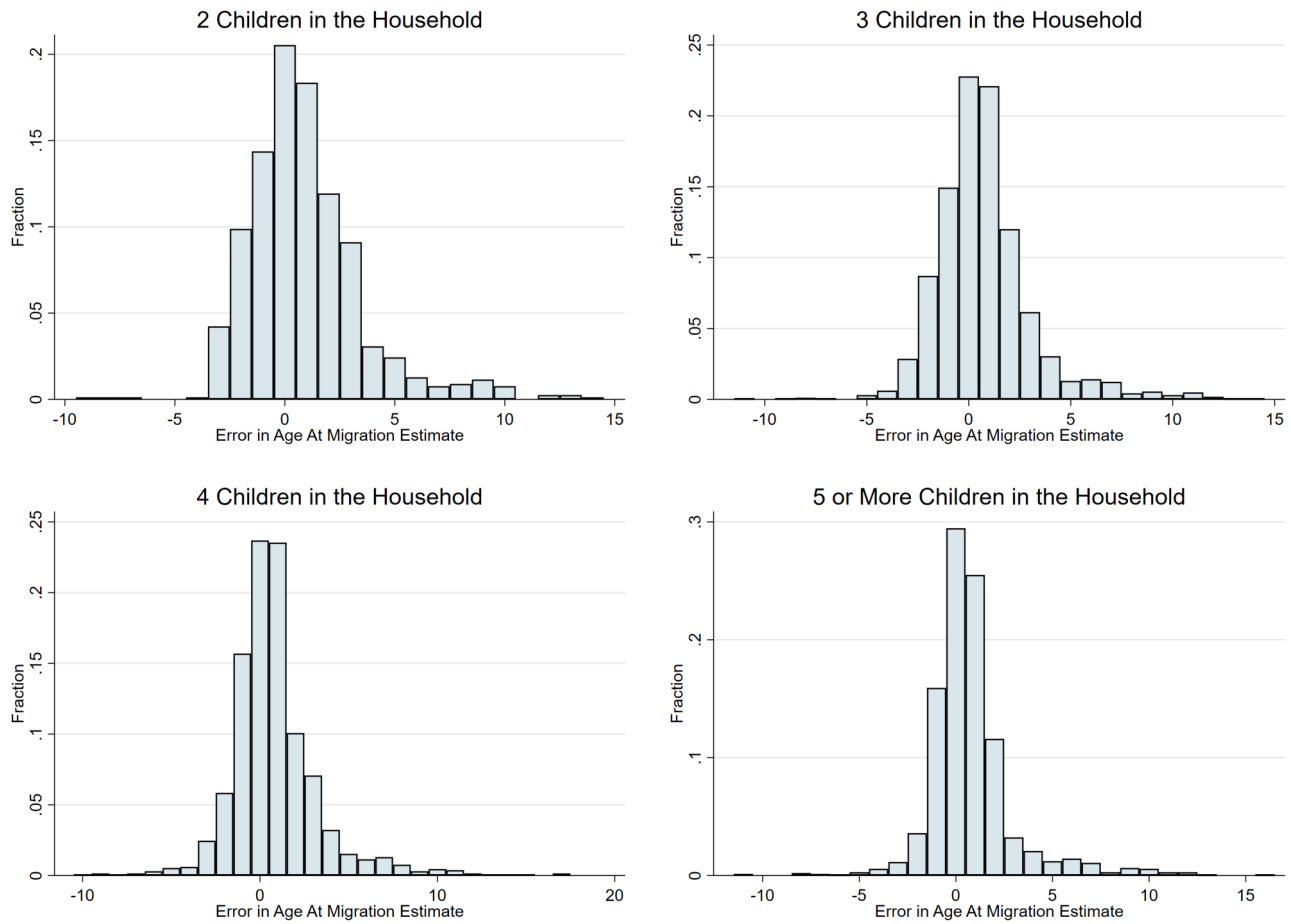 2 Children in the Household
Fraction
.2
.15
.1
.05
0
-10 -5 0 5 10 15
Error in Age At Migration Estimate
3 Children in the Household
Fraction
.25
.2
.15
.1
.05
0
-10 -5 0 5 10 15
Error in Age At Migration Estimate
4 Children in the Household
Fraction
.25
.2
.15
.1
.05
0
-10 0 10 20
Error in Age At Migration Estimate
5 or More Children in the Household
Fraction
.3
.2
.1
0
-10 -5 0 5 10 15
Error in Age At Migration Estimate